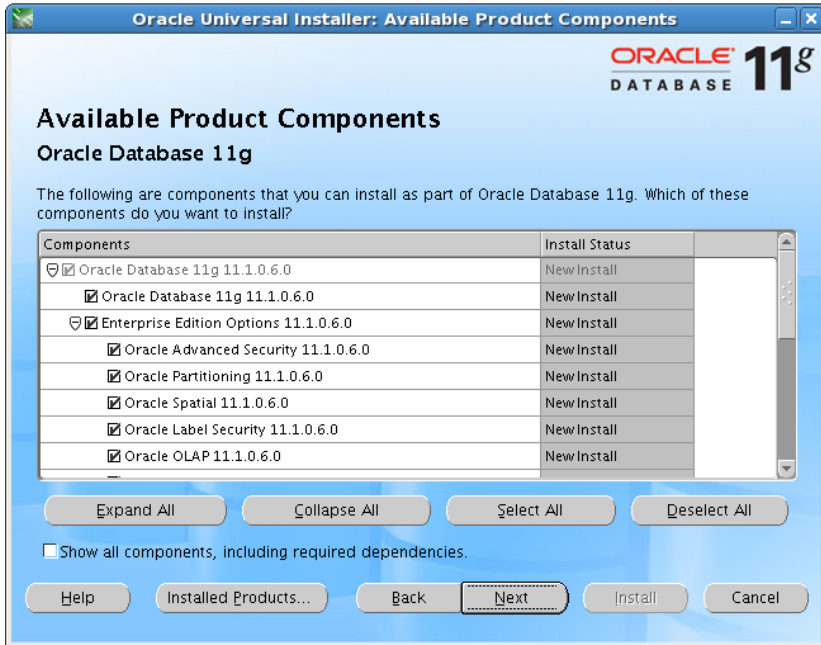 Oracle Universal Installer: Available Product Components
ORACLE
DATABASE 11g
Available Product Components
Oracle Database 11g
The following are components that you can install as part of Oracle Database 11g. Which of these
components do you want to install?
Components Install Status
Oracle Database 11g 11.1.0.6.0 New Install
Oracle Database 11g 11.1.0.6.0 New Install
Enterprise Edition Options 11.1.0.6.0 New Install
Oracle Advanced Security 11.1.0.6.0 New Install
Oracle Partitioning 11.1.0.6.0 New Install
Oracle Spatial 11.1.0.6.0 New Install
Oracle Label Security 11.1.0.6.0 New Install
Oracle OLAP 11.1.0.6.0 New Install
Expand All Collapse All Select All Deselect All
Show all components, including required dependencies.
Help Installed Products... Back Next Install Cancel